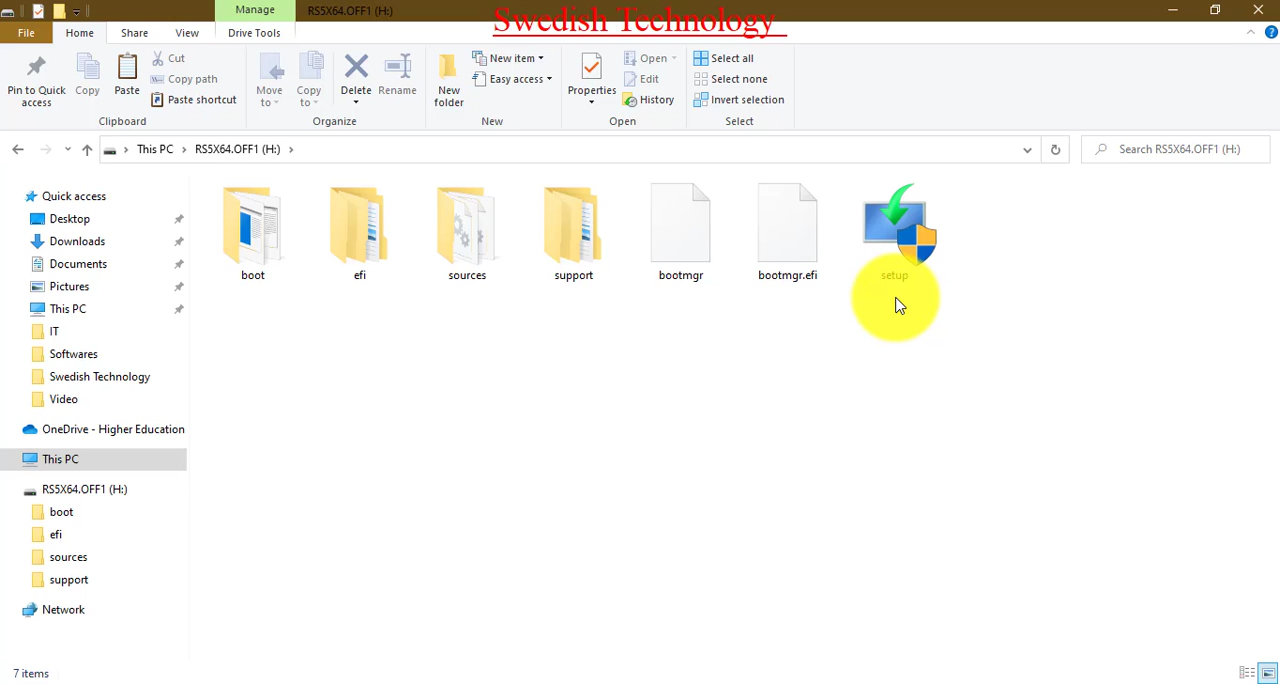 Manage
RS5X64.OFF1 (H:)
Swedish Technology
File
Home
Share
View
Drive Tools
Pin to Quick access
Copy
Paste
Cut
Copy path
Paste shortcut
Clipboard
Move to
Copy to
Delete
Rename
Organize
New folder
New item
Easy access
New
Properties
Open
Edit
History
Open
Select all
Select none
Invert selection
Select
This PC
RS5X64.OFF1 (H:)
Search RS5X64.OFF1 (H:)
Quick access
Desktop
Downloads
Documents
Pictures
This PC
IT
Softwares
Swedish Technology
Video
OneDrive - Higher Education
This PC
RS5X64.OFF1 (H:)
boot
efi
sources
support
Network
boot
efi
sources
support
bootmgr
bootmgr.efi
setup
7 items